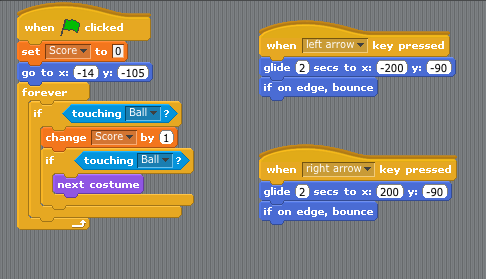 when clicked
set Score to 0
go to x: -14 y: -105
forever
if touching Ball ?
change Score by 1
if touching Ball ?
next costume
when left arrow key pressed
glide 2 secs to x: -200 y: -90
if on edge, bounce
when right arrow key pressed
glide 2 secs to x: 200 y: -90
if on edge, bounce